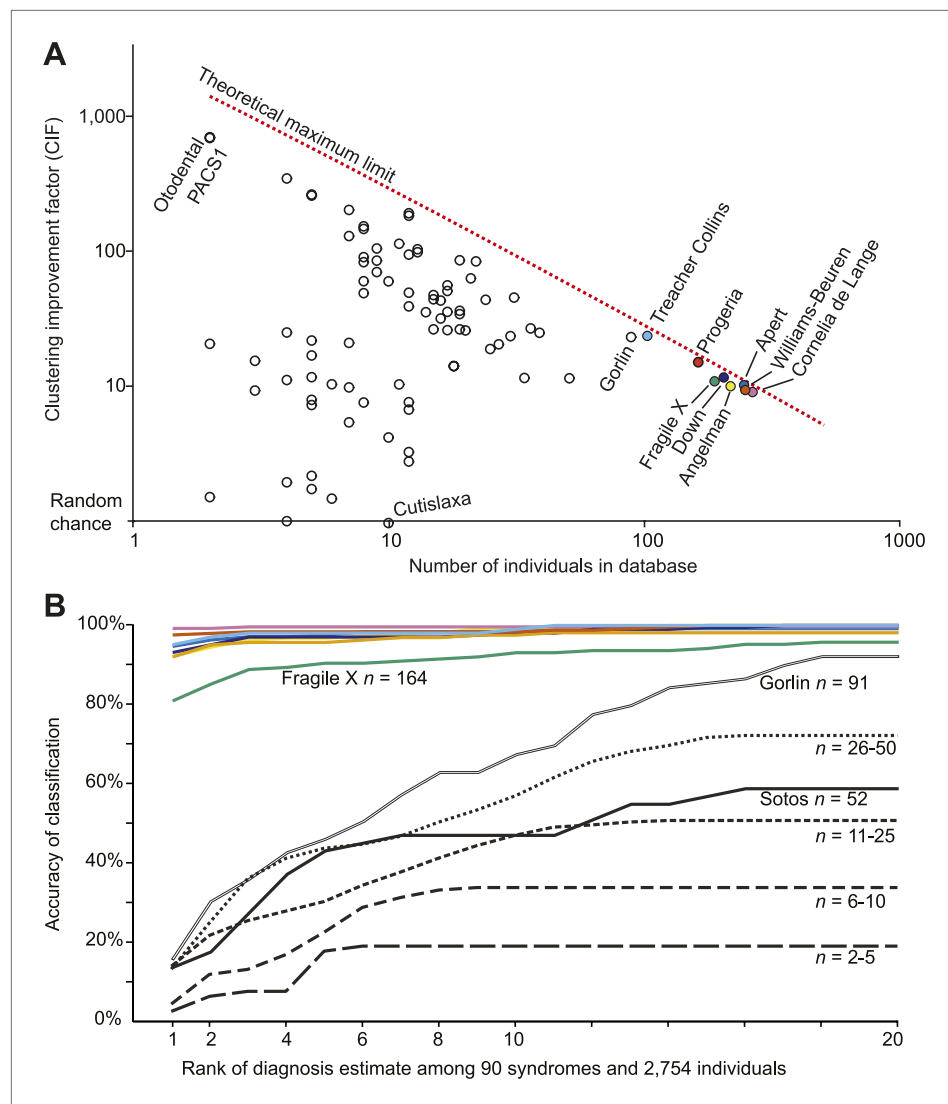 A
Clustering improvement factor (CIF)
1,000
100
10
Random
chance
Theoretical maximum limit
Otodental
PACS1
Cutislaxa
Gorlin
Treacher Collins
Progeria
Fragile X
Down
Angelman
Apert
Williams-Beuren
Cornelia de Lange
1
10
100
1000
Number of individuals in database
B
Accuracy of classification
100%
80%
60%
40%
20%
0%
Fragile X n = 164
Gorlin n = 91
n = 26-50
Sotos n = 52
n = 11-25
n = 6-10
n = 2-5
1
2
4
6
8
10
20
Rank of diagnosis estimate among 90 syndromes and 2,754 individuals